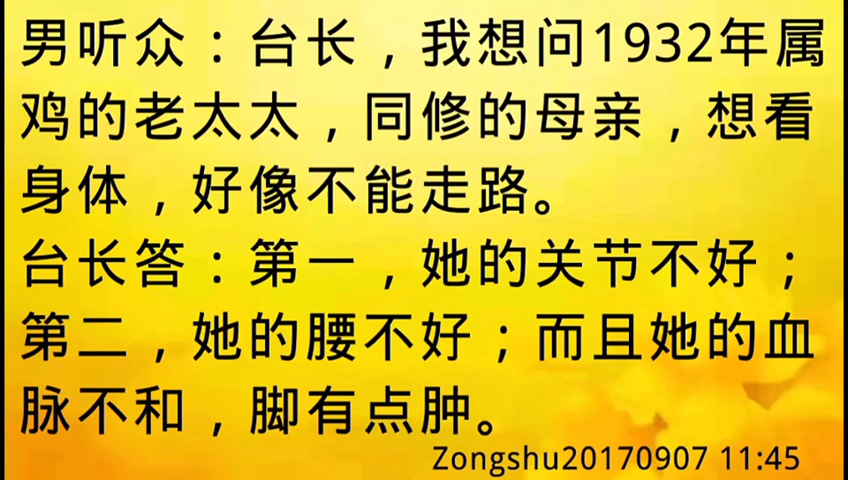 男听众：台长，我想问1932年属
鸡的老太太，同修的母亲，想看
身体，好像不能走路。
台长答：第一，她的关节不好；
第二，她的腰不好；而且她的血
脉不和，脚有点肿。
Zongshu20170907 11:45